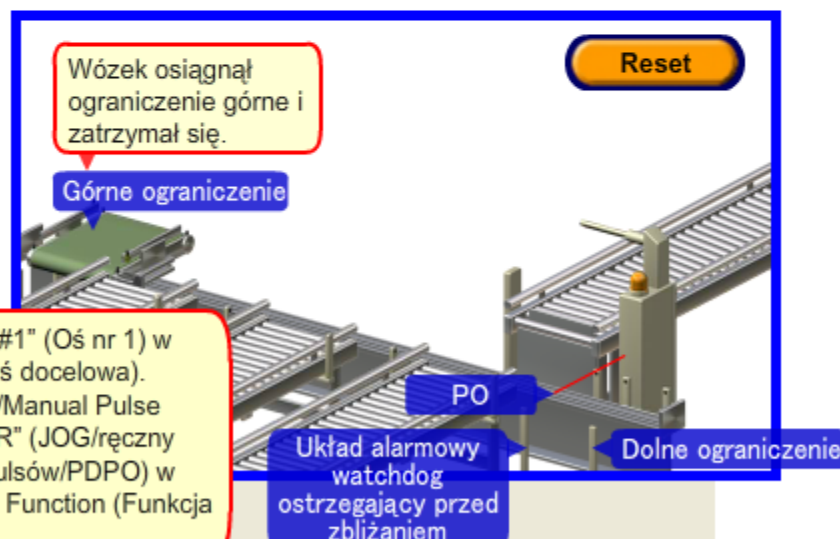 Wózek osiągnął
ograniczenie górne i
zatrzymał się.
Reset
Górne ograniczenie
#1" (Oś nr 1) w
ś docelowa).
/Manual Pulse
R" (JOG/ręczny
ulsów/PDPO) w
Function (Funkcja
PO
Układ alarmowy
watchdog
ostrzegający przed
zbliżaniem
Dolne ograniczenie